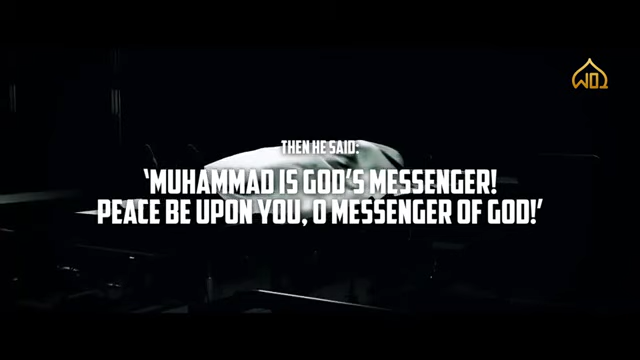 THEN HE SAID:
‘MUHAMMAD IS GOD’S MESSENGER!
PEACE BE UPON YOU, O MESSENGER OF GOD!’